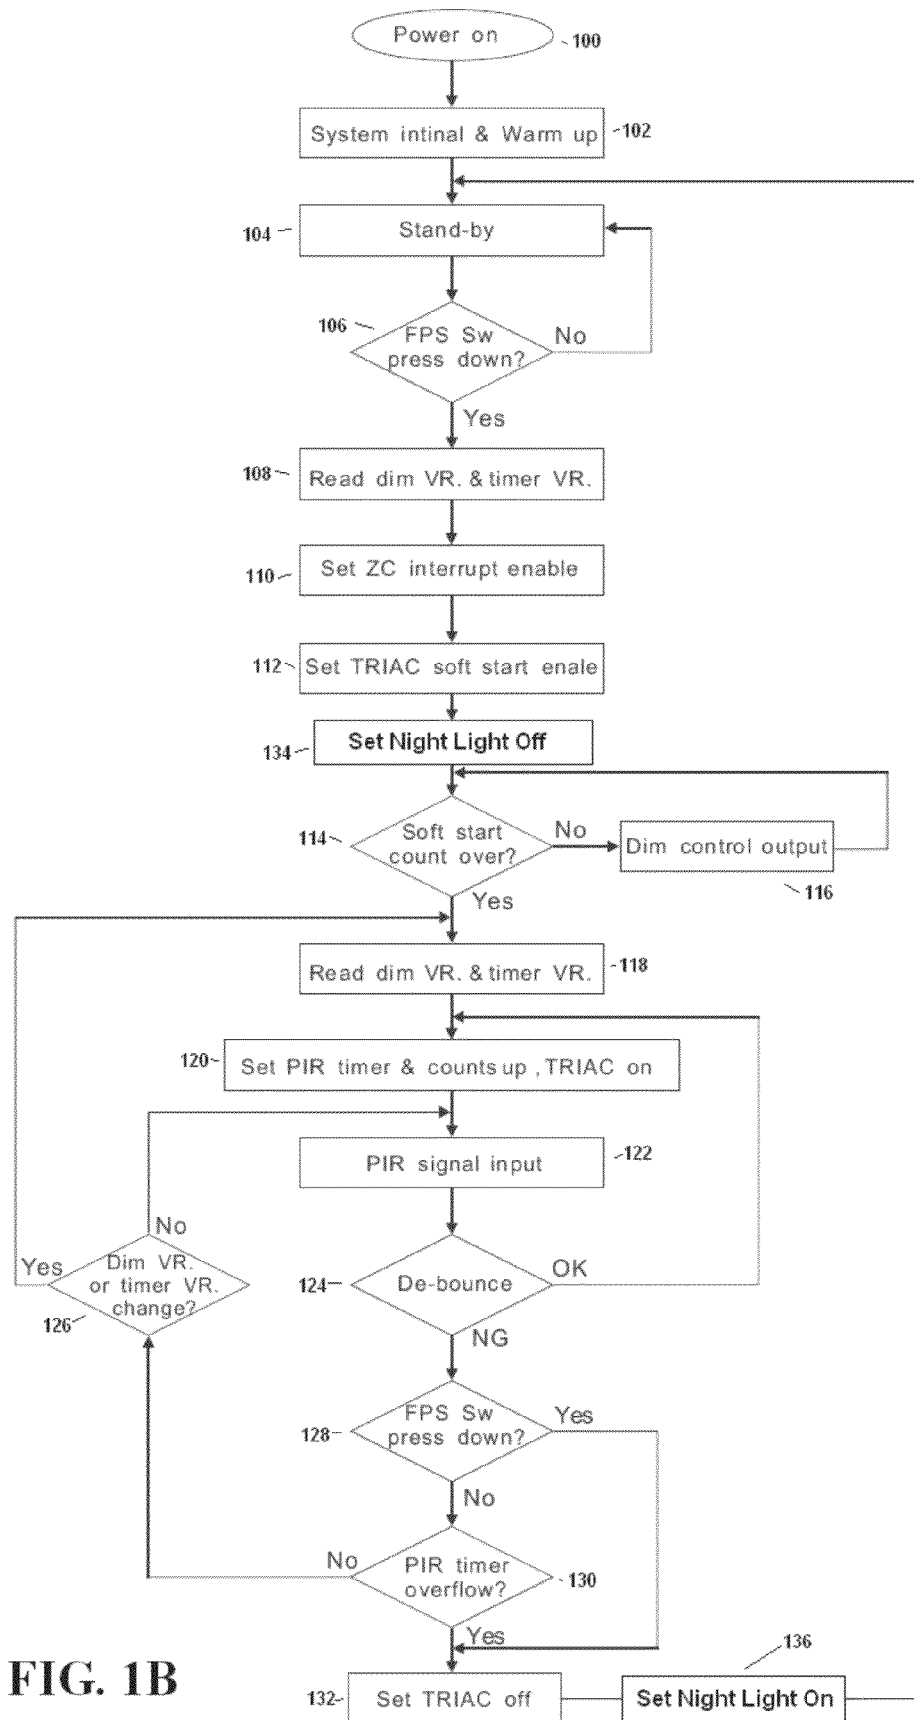 Power on
100
System intinal & Warm up
102
104
Stand-by
106
FPS Sw
press down?
No
Yes
108
Read dim VR. & timer VR.
110
Set ZC interrupt enable
112
Set TRIAC soft start enale
134
Set Night Light Off
114
Soft start
count over?
No
Dim control output
116
Yes
Read dim VR. & timer VR.
118
120
Set PIR timer & counts up , TRIAC on
PIR signal input
122
No
Yes
Dim VR.
or timer VR.
change?
126
124
De-bounce
OK
NG
128
FPS Sw
press down?
Yes
No
No
PIR timer
overflow?
130
Yes
136
FIG. 1B
132
Set TRIAC off
Set Night Light On